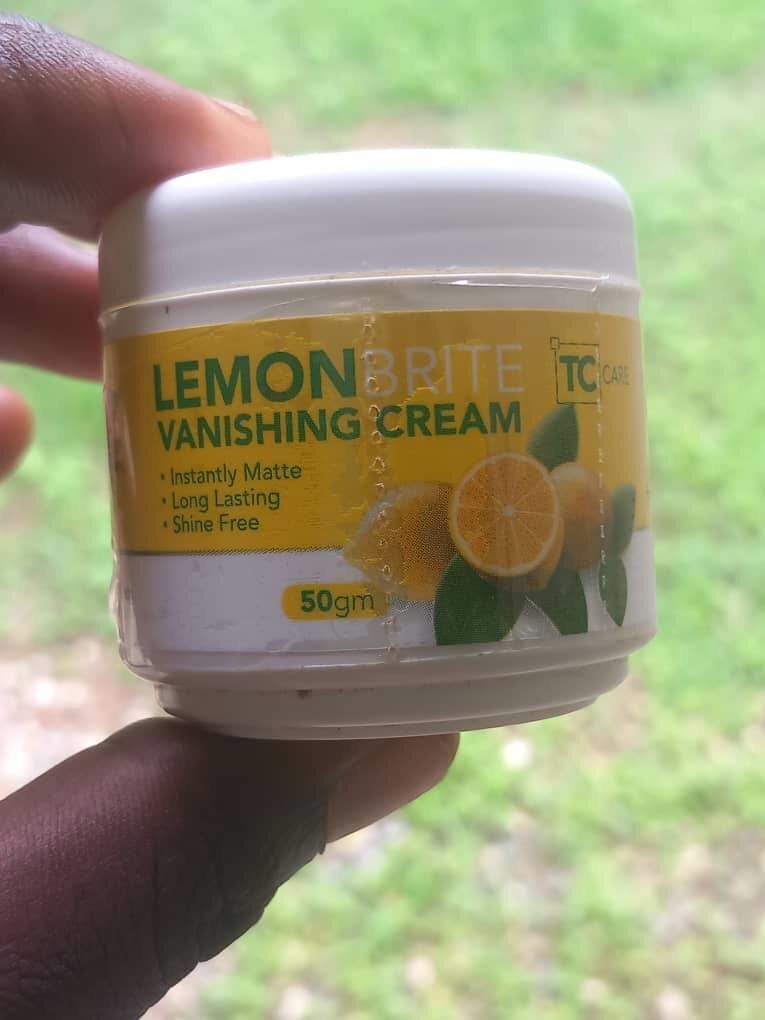 LEMONBRITE
TC CARE
VANISHING CREAM
• Instantly Matte
• Long Lasting
• Shine Free
50gm